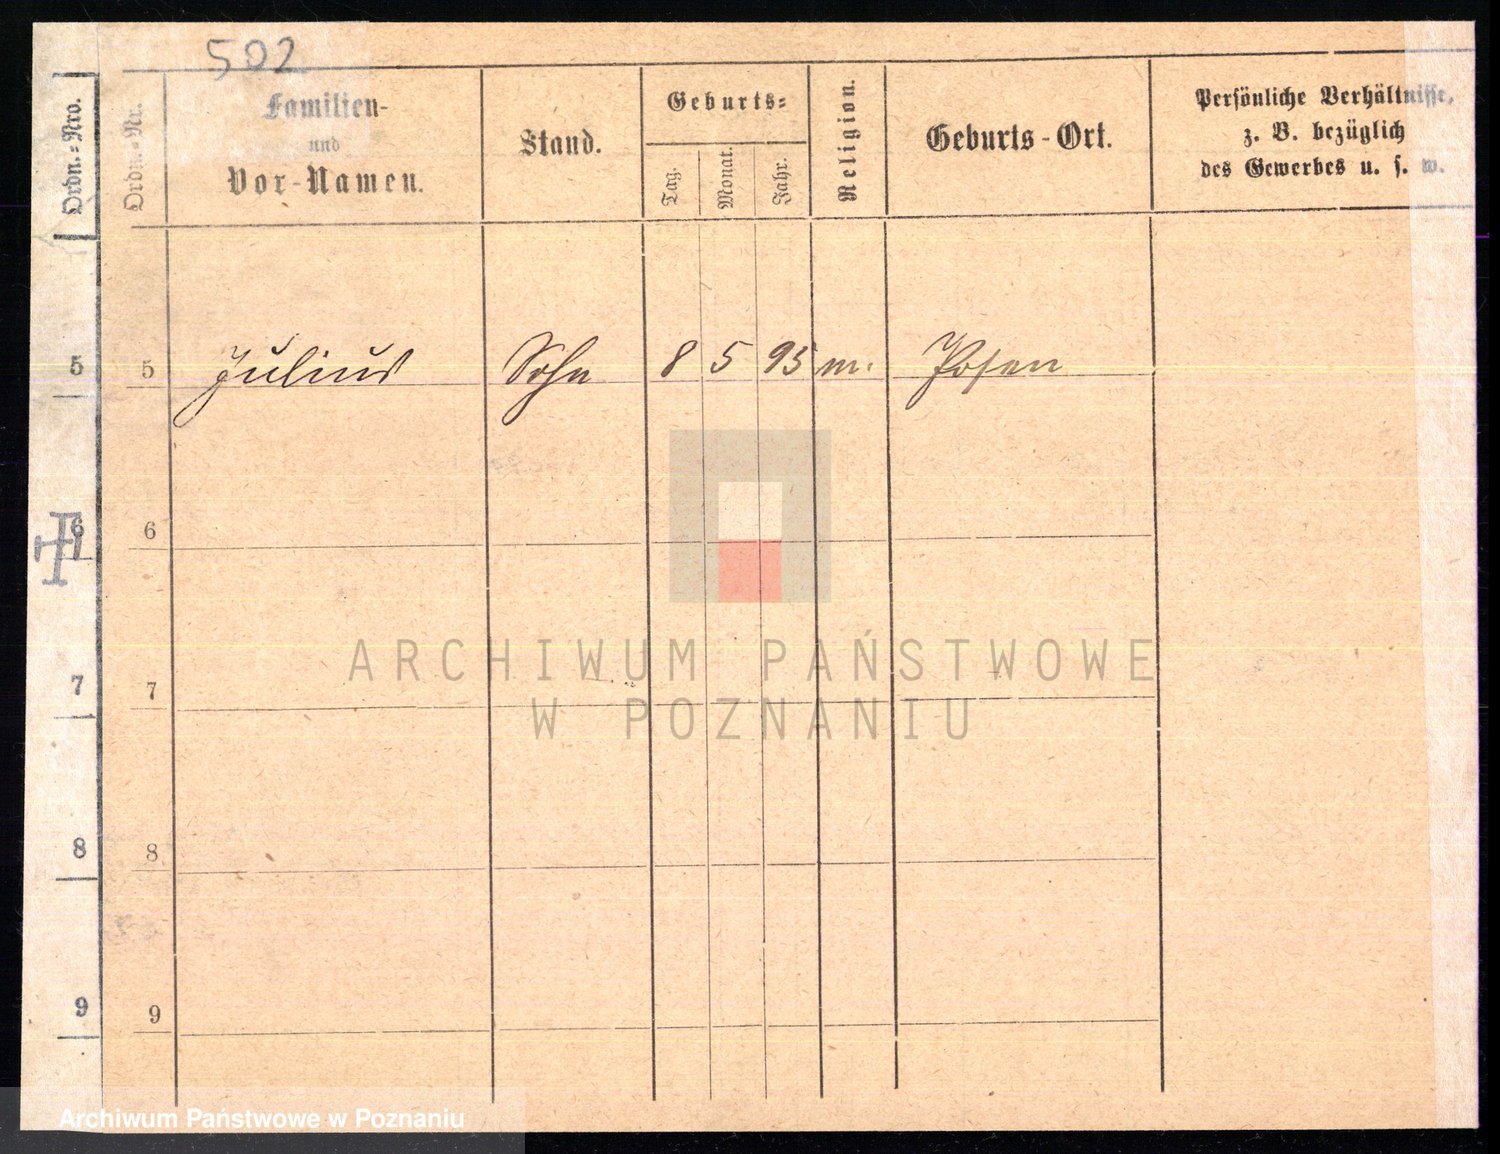 502
Ordn.=Nro.
Ordn.=Nr.
Familien-
und
Vor-Namen.
Stand.
Geburts=
Tag.
Monat.
Jahr.
Religion.
Geburts-Ort.
Persönliche Verhältnisse,
z. B. bezüglich
des Gewerbes u. s. w.
5 5 Julius Sohn 8 5 95 m. Posen
6 6
7 7
ARCHIWUM PAŃSTWOWE
W POZNANIU
8 8
9 9
Archiwum Państwowe w Poznaniu